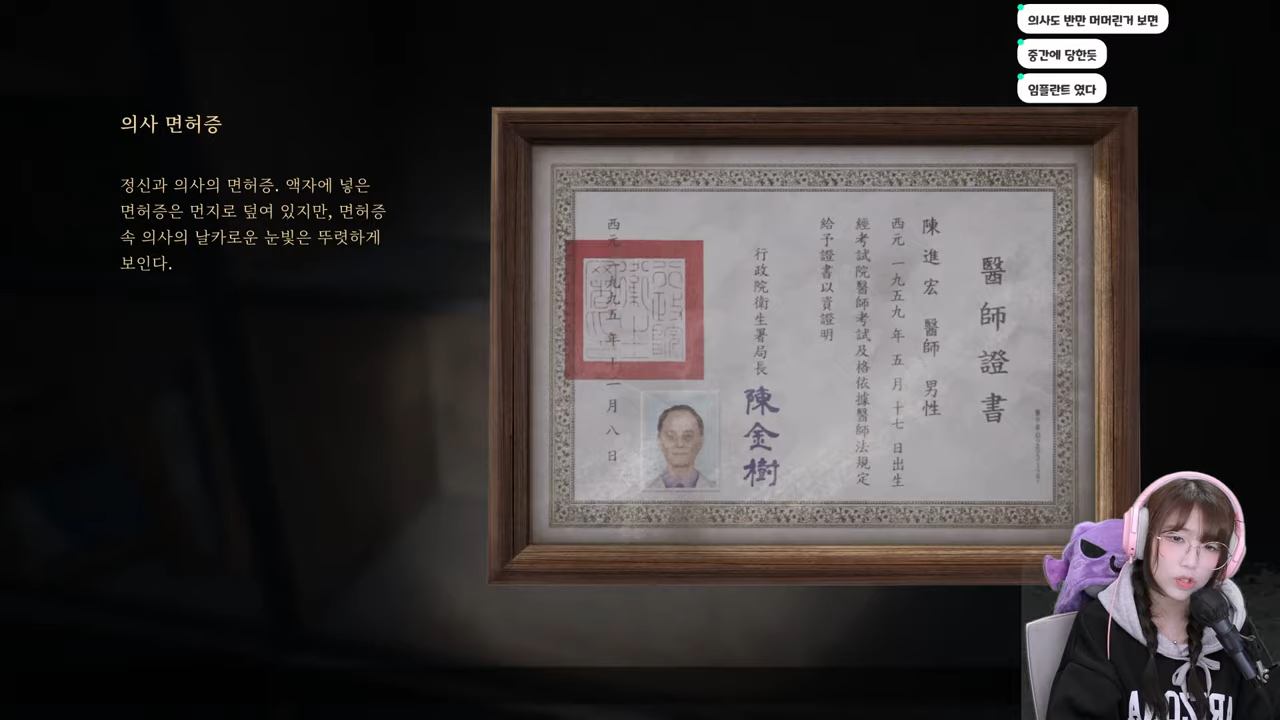 의사도 반만 머머린거 보면
중간에 당한듯
임플란트 였다
의사 면허증
정신과 의사의 면허증. 액자에 넣은
면허증은 먼지로 덮여 있지만, 면허증
속 의사의 날카로운 눈빛은 뚜렷하게
보인다.
醫師證書
陳進宏 醫師 男性
西元 一九五九 年 五 月 十七 日出生
經考試院醫師考試及格依據醫師法規定
給予證書以資證明
行政院衛生署局長
陳金樹
西元 一九九五 年 十一 月 八 日